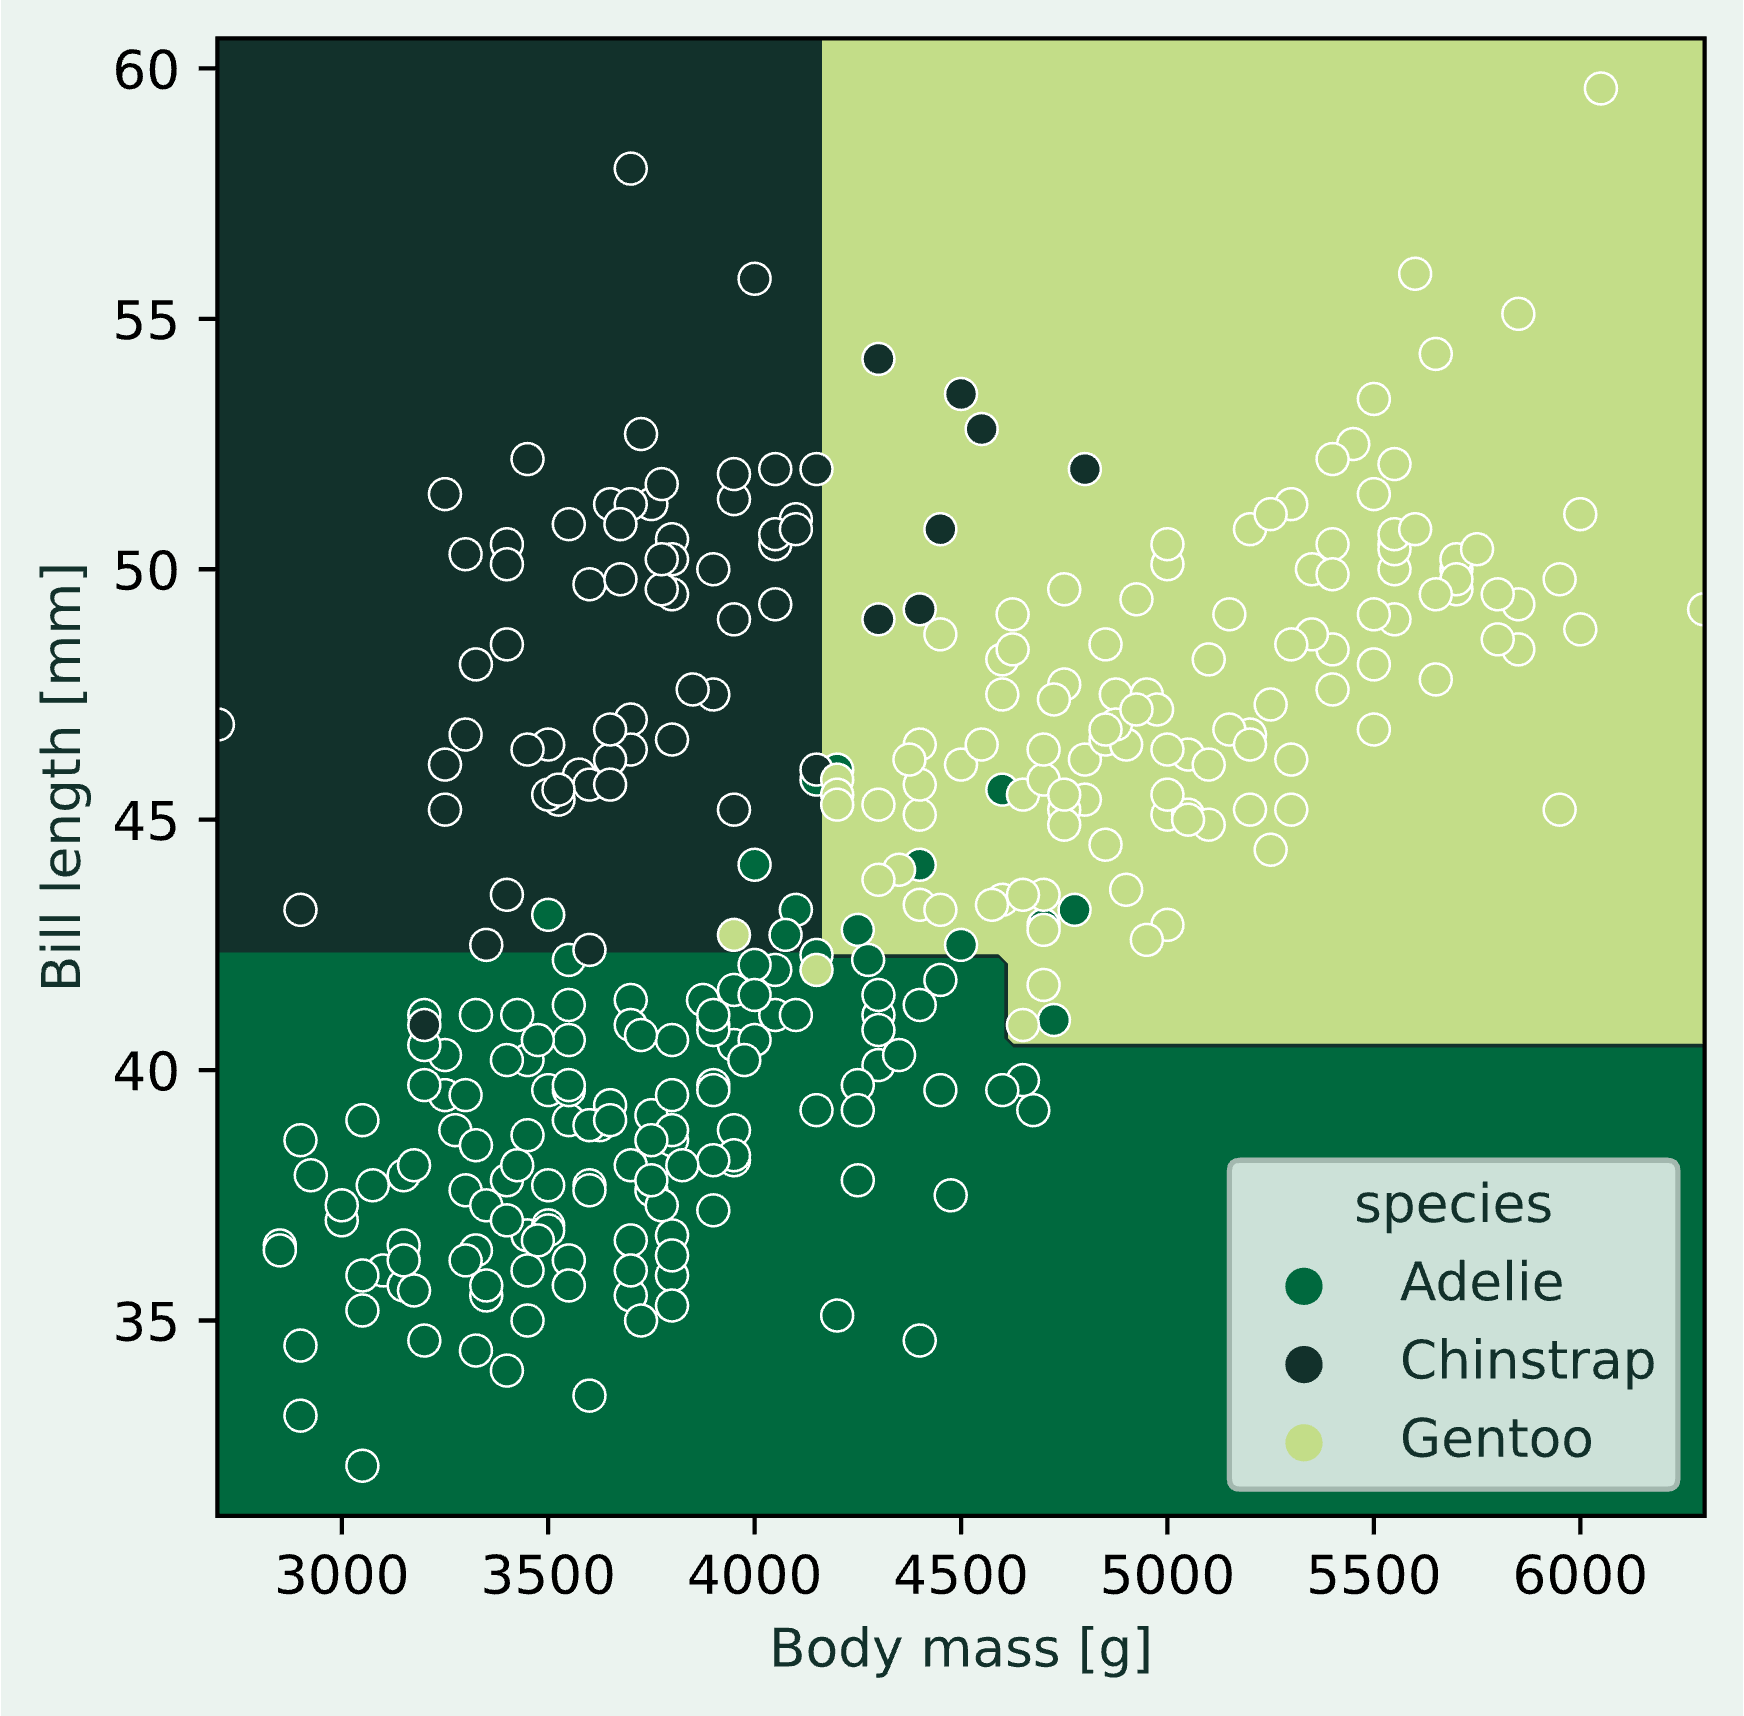 60
55
50
45
40
35
Bill length [mm]
species
Adelie
Chinstrap
Gentoo
3000 3500 4000 4500 5000 5500 6000
Body mass [g]